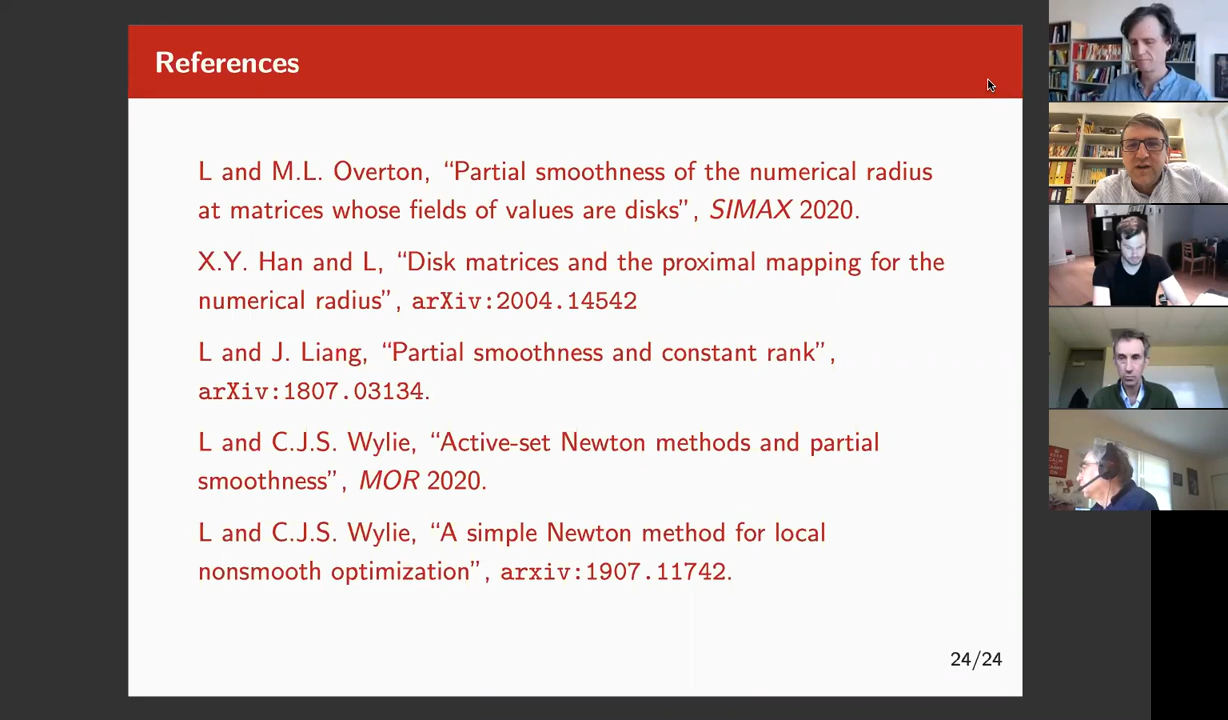 References
L and M.L. Overton, “Partial smoothness of the numerical radius
at matrices whose fields of values are disks”, SIMAX 2020.
X.Y. Han and L, “Disk matrices and the proximal mapping for the
numerical radius”, arXiv:2004.14542
L and J. Liang, “Partial smoothness and constant rank”,
arXiv:1807.03134.
L and C.J.S. Wylie, “Active-set Newton methods and partial
smoothness”, MOR 2020.
L and C.J.S. Wylie, “A simple Newton method for local
nonsmooth optimization”, arxiv:1907.11742.
24/24